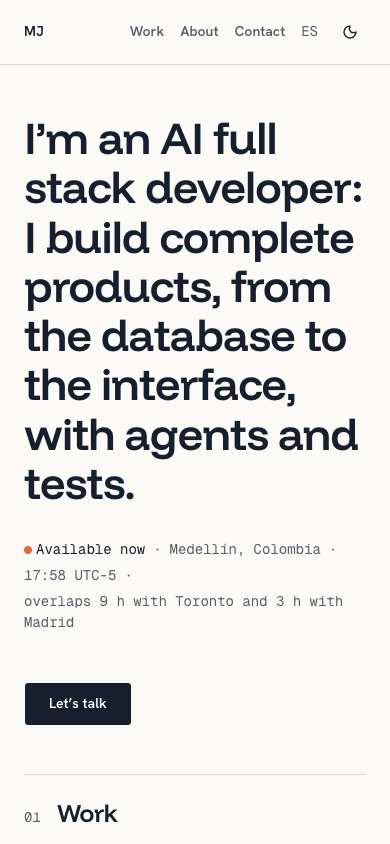 MJ
Work About Contact ES
I’m an AI full
stack developer:
I build complete
products, from
the database to
the interface,
with agents and
tests.
Available now · Medellín, Colombia ·
17:58 UTC−5 ·
overlaps 9 h with Toronto and 3 h with
Madrid
Let’s talk
01 Work